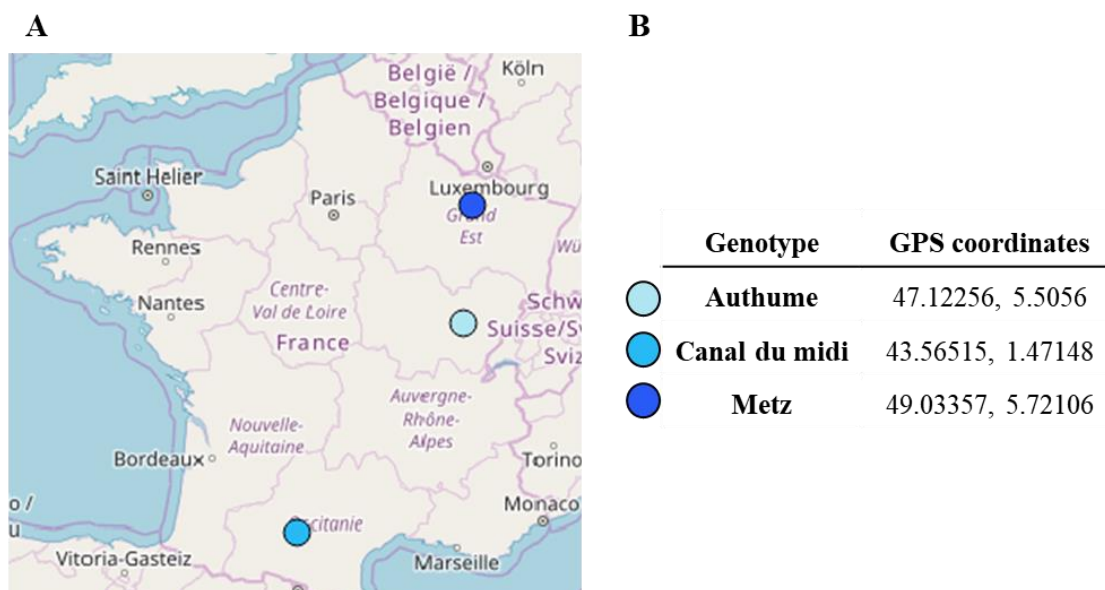 A
B
België /
Belgique /
Belgien
Köln
Saint Helier
Paris
Luxembourg
Grand
Est
Rennes
Wü
Nantes
Centre-
Val de Loire
France
Schw
Suisse/Sv
Sviz
Auvergne-
Rhône-
Alpes
Nouvelle-
Aquitaine
Bordeaux
Torino
o /
u
Occitanie
Monaco
Vitoria-Gasteiz
Marseille
Genotype GPS coordinates
Authume 47.12256, 5.5056
Canal du midi 43.56515, 1.47148
Metz 49.03357, 5.72106